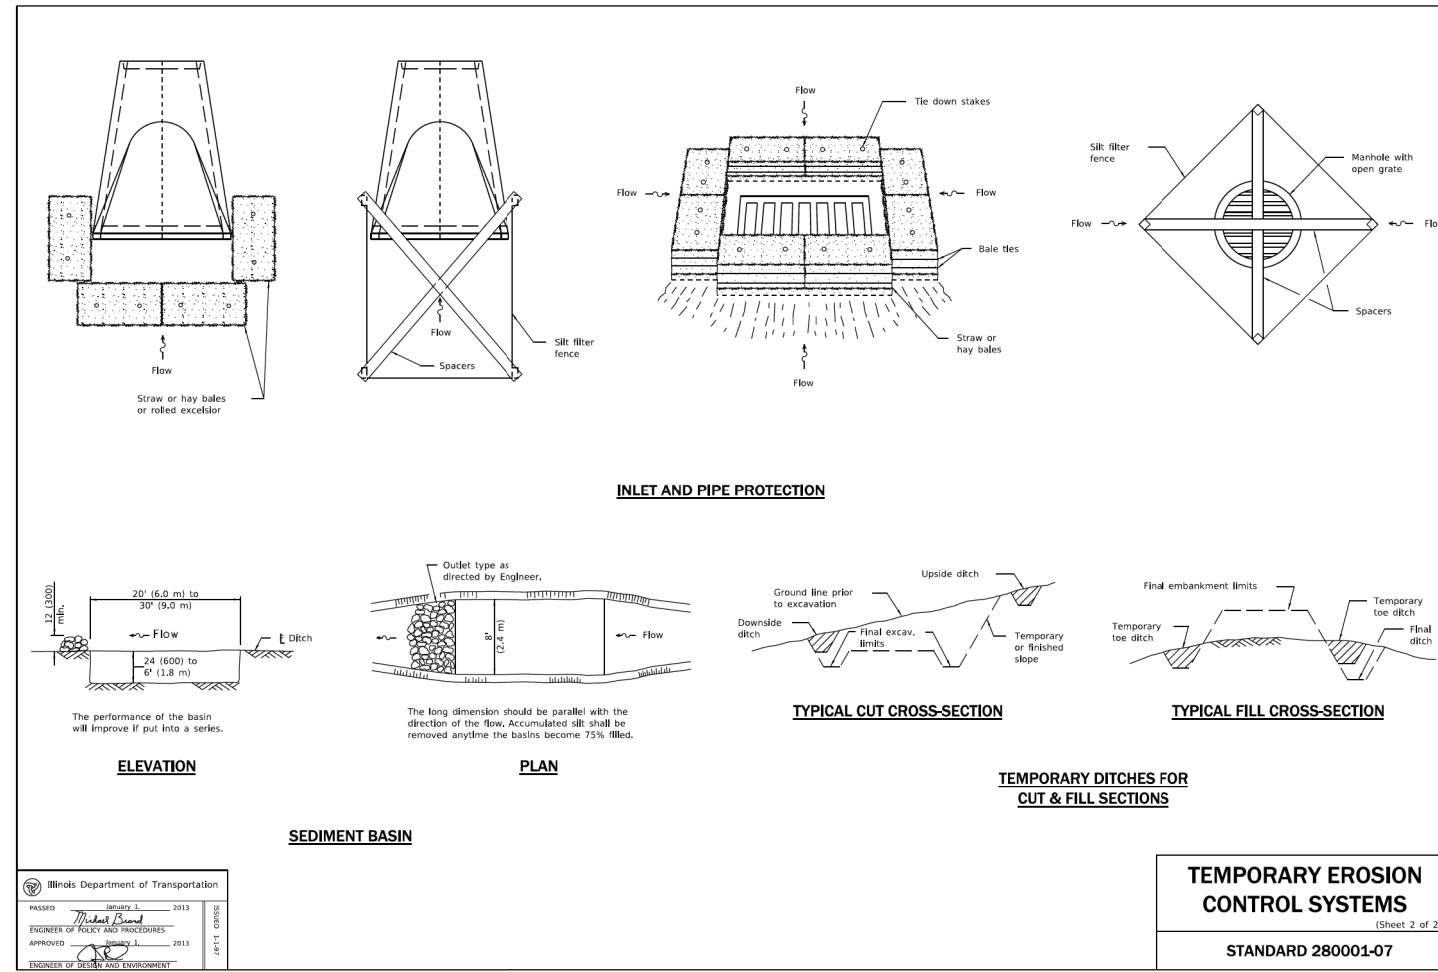 Flow
Straw or hay bales
or rolled excelsior
Flow
Spacers
Silt filter
fence
Flow
Tie down stakes
Flow
Flow
Bale ties
Straw or
hay bales
Flow
Silt filter
fence
Manhole with
open grate
Flow
Flo
Spacers
INLET AND PIPE PROTECTION
12 (300)
min.
20' (6.0 m) to
30' (9.0 m)
Flow
℄ Ditch
24 (600) to
6' (1.8 m)
The performance of the basin
will improve if put into a series.
ELEVATION
Outlet type as
directed by Engineer.
8'
(2.4 m)
Flow
The long dimension should be parallel with the
direction of the flow. Accumulated silt shall be
removed anytime the basins become 75% filled.
PLAN
SEDIMENT BASIN
Upside ditch
Ground line prior
to excavation
Downside
ditch
Final excav.
limits
Temporary
or finished
slope
TYPICAL CUT CROSS-SECTION
Final embankment limits
Temporary
toe ditch
Temporary
toe ditch
Final
ditch
TYPICAL FILL CROSS-SECTION
TEMPORARY DITCHES FOR
CUT & FILL SECTIONS
Illinois Department of Transportation
PASSED January 1, 2013
Michael Brand
ENGINEER OF POLICY AND PROCEDURES
APPROVED January 1, 2013
ENGINEER OF DESIGN AND ENVIRONMENT
ISSUED 1-1-97
TEMPORARY EROSION
CONTROL SYSTEMS
(Sheet 2 of 2
STANDARD 280001-07